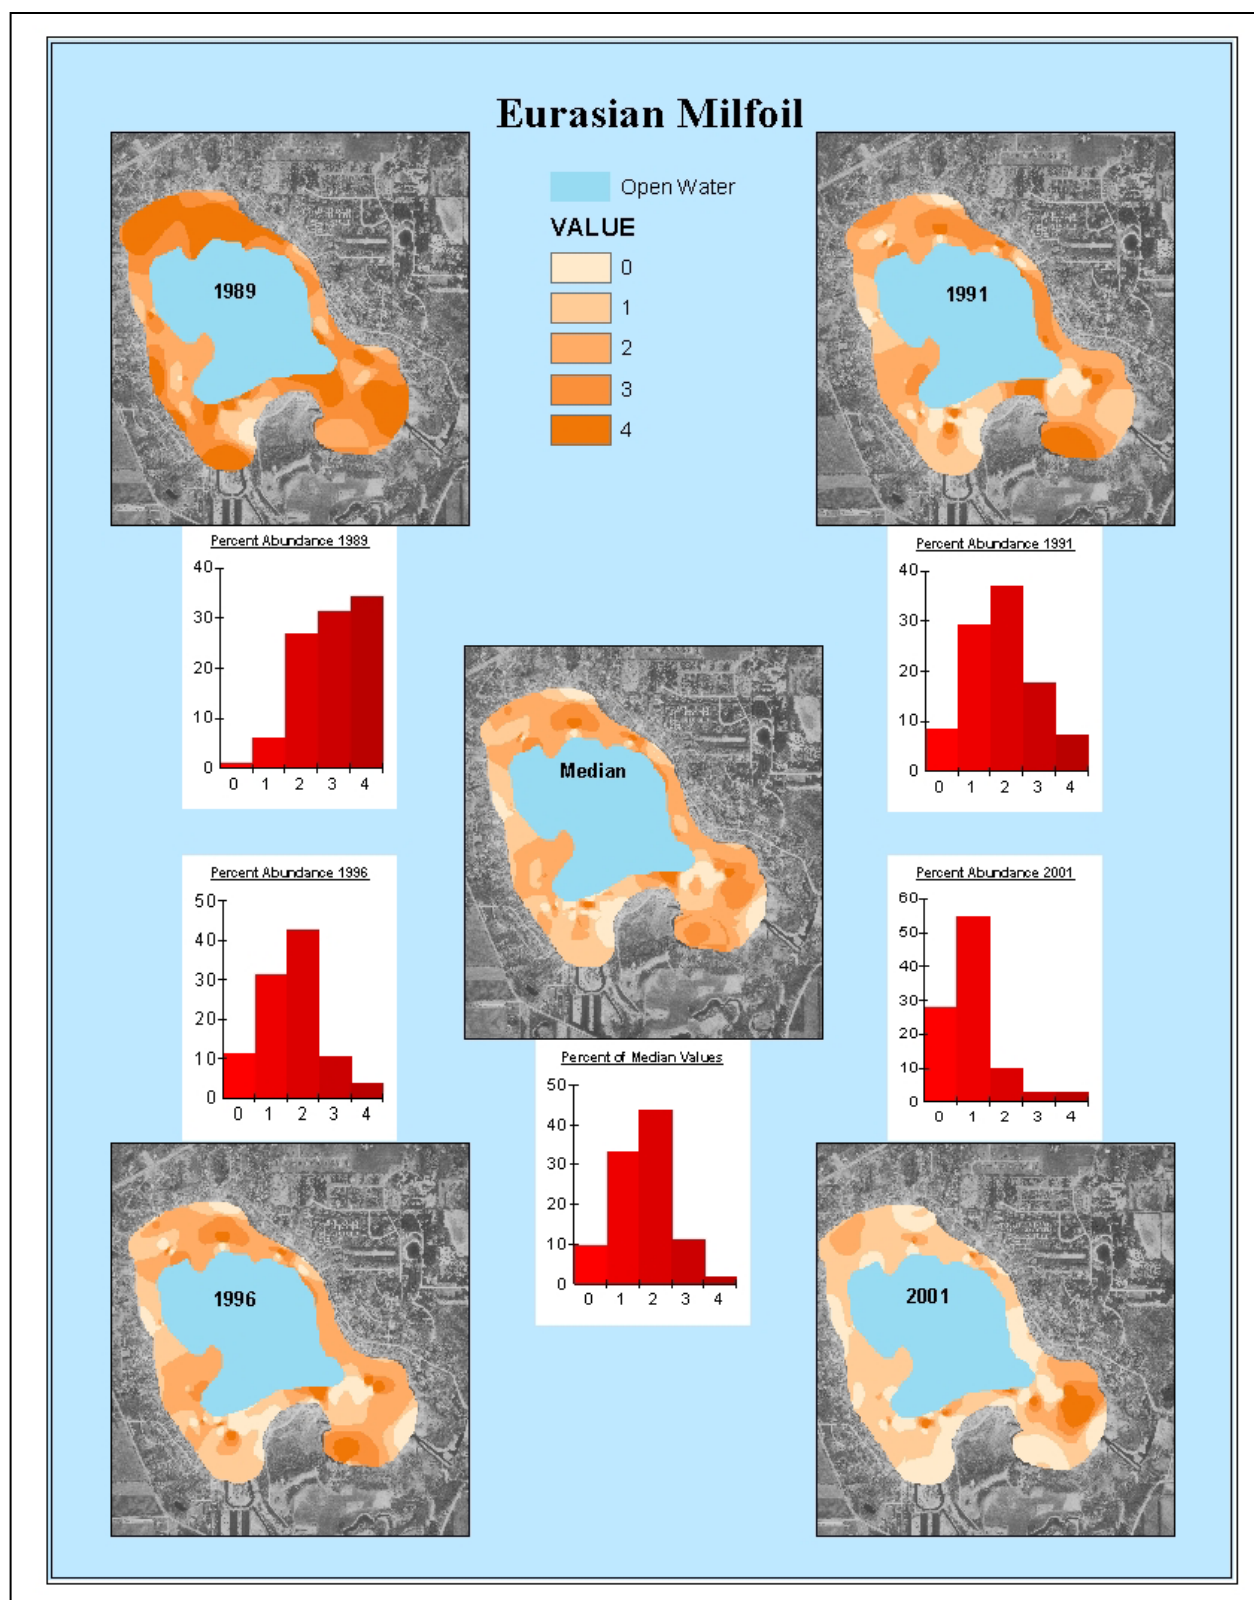 Eurasian Milfoil
Open Water
VALUE
0
1
2
3
4
1989
1991
Percent Abundance 1989
40
30
20
10
0
0 1 2 3 4
Percent Abundance 1991
40
30
20
10
0
0 1 2 3 4
Median
Percent Abundance 1996
50
40
30
20
10
0
0 1 2 3 4
Percent Abundance 2001
60
50
40
30
20
10
0
0 1 2 3 4
Percent of Median Values
50
40
30
20
10
0
0 1 2 3 4
1996
2001